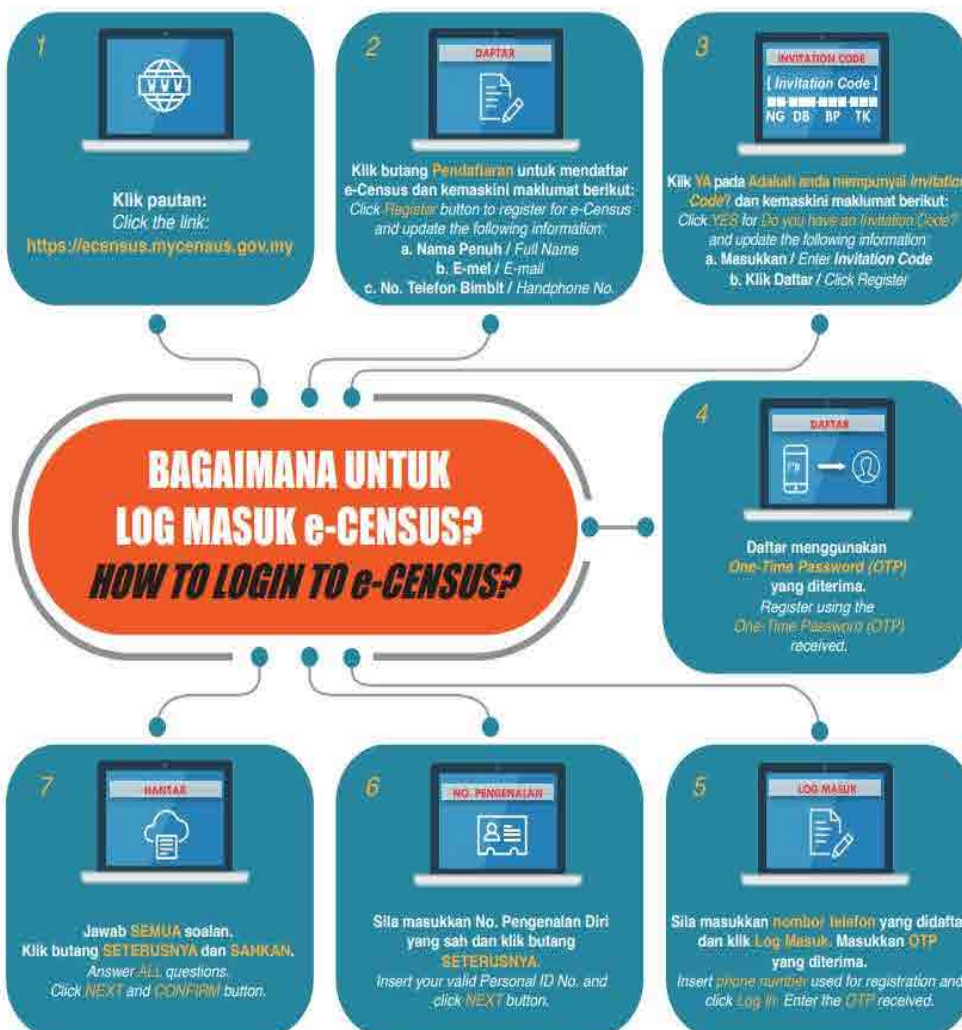 1
WWW
Klik pautan:
Click the link:
https://ecensus.mycensus.gov.my
2
DAFTAR
Klik butang Pendaftaran untuk mendaftar
e-Census dan kemaskini maklumat berikut:
Click Register button to register for e-Census
and update the following information
a. Nama Penuh / Full Name
b. E-mel / E-mail
c. No. Telefon Bimbit / Handphone No.
3
INVITATION CODE
[ Invitation Code ]
NG DB BP TK
Klik YA pada Adakah anda mempunyai Invitation
Code? dan kemaskini maklumat berikut:
Click YES for Do you have an Invitation Code?
and update the following information
a. Masukkan / Enter Invitation Code
b. Klik Daftar / Click Register
BAGAIMANA UNTUK
LOG MASUK e-CENSUS?
HOW TO LOGIN TO e-CENSUS?
4
DAFTAR
Daftar menggunakan
One-Time Password (OTP)
yang diterima.
Register using the
One-Time Password (OTP)
received.
7
HANTAR
Jawab SEMUA soalan.
Klik butang SETERUSNYA dan SAHKAN.
Answer ALL questions.
Click NEXT and CONFIRM button.
6
NO. PENGENALAN
Sila masukkan No. Pengenalan Diri
yang sah dan klik butang
SETERUSNYA.
Insert your valid Personal ID No. and
click NEXT button.
5
LOG MASUK
Sila masukkan nombor telefon yang didafta
dan klik Log Masuk. Masukkan OTP
yang diterima.
Insert phone number used for registration and
click Log In. Enter the OTP received.